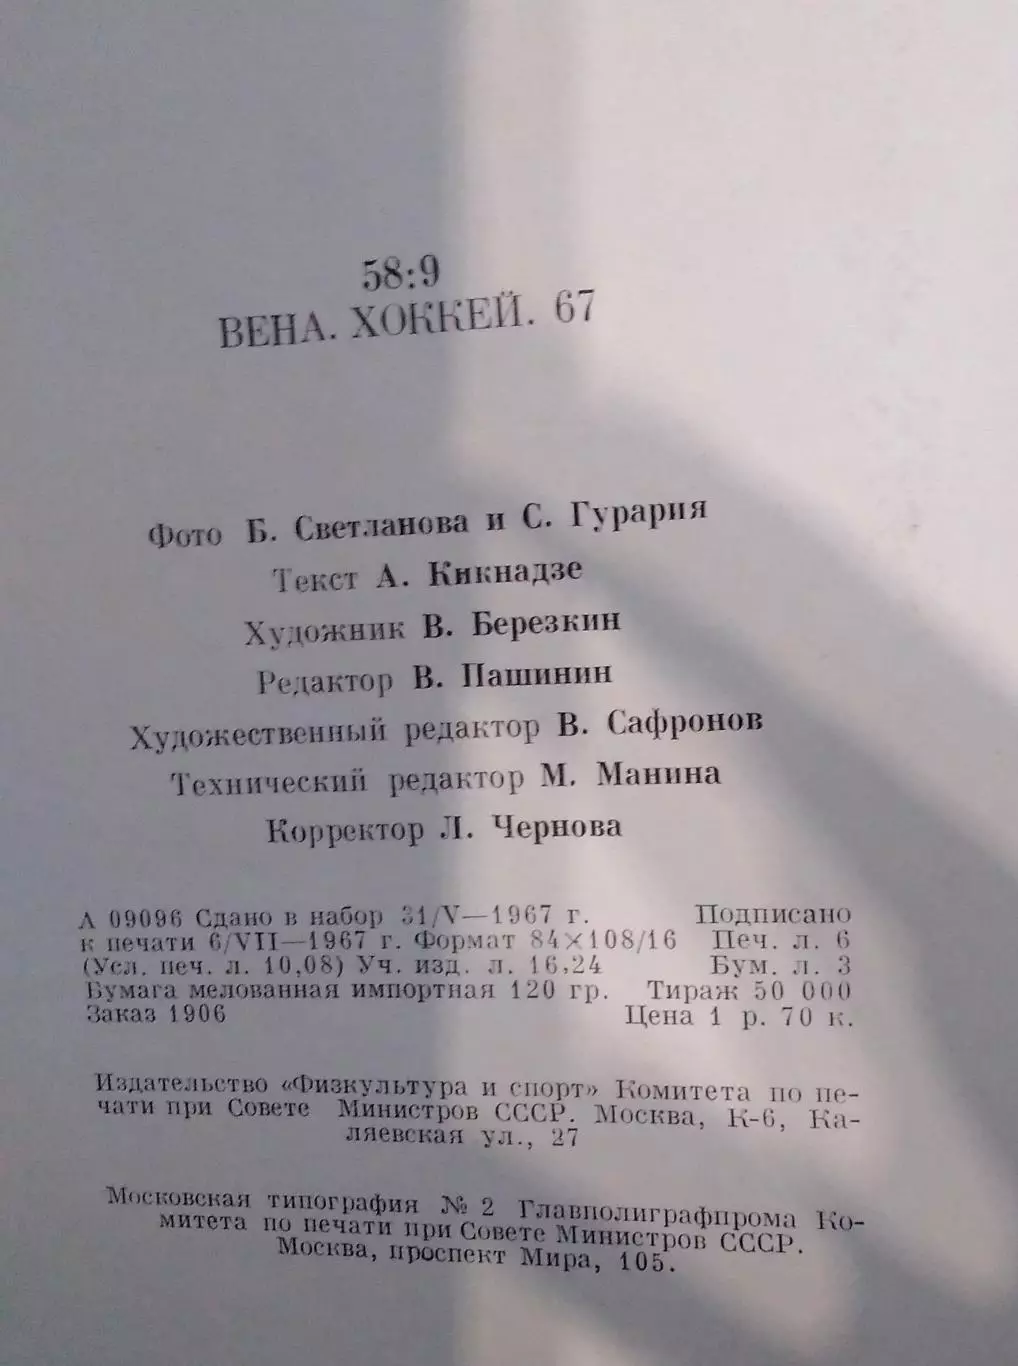 58:9
ВЕНА. ХОККЕЙ. 67
Фото Б. Светланова и С. Гурария
Текст А. Кикнадзе
Художник В. Березкин
Редактор В. Пашинин
Художественный редактор В. Сафронов
Технический редактор М. Манина
Корректор Л. Чернова
А 09096 Сдано в набор 31/V—1967 г. Подписано
к печати 6/VII—1967 г. Формат 84×108/16 Печ. л. 6
(Усл. печ. л. 10,08) Уч. изд. л. 16,24 Бум. л. 3
Бумага мелованная импортная 120 гр. Тираж 50 000
Заказ 1906 Цена 1 р. 70 к.
Издательство «Физкультура и спорт» Комитета по пе-
чати при Совете Министров СССР. Москва, К-6, Ка-
ляевская ул., 27
Московская типография № 2 Главполиграфпрома Ко-
митета по печати при Совете Министров СССР.
Москва, проспект Мира, 105.